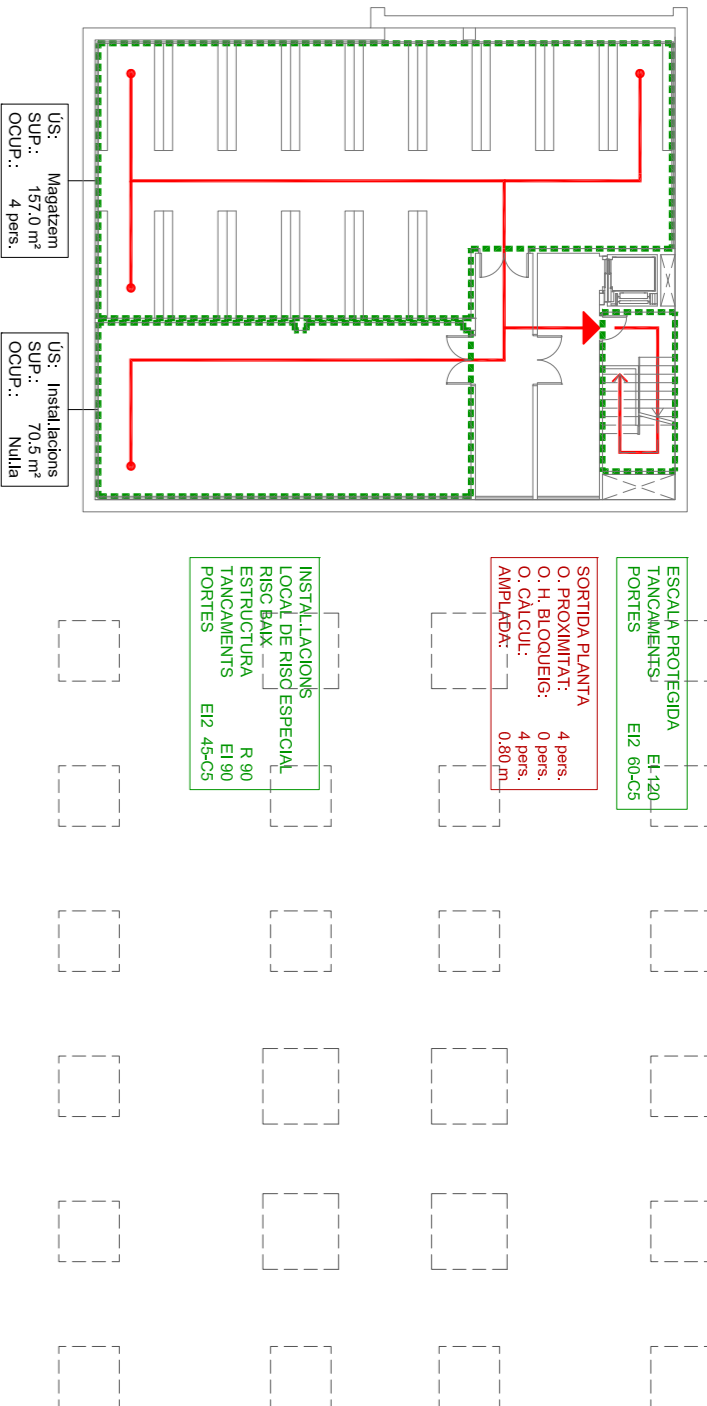 ESCALA PROTEGIDA
TANCAMENTS EI 120
PORTES EI2 60-C5
SORTIDA PLANTA
O. PROXIMITAT: 4 pers.
O. H. BLOQUEIG: 0 pers.
O. CÀLCUL: 4 pers.
AMPLADA: 0.80 m
INSTAL.LACIONS
LOCAL DE RISC ESPECIAL
RISC BAIX
ESTRUCTURA R 90
TANCAMENTS EI 90
PORTES EI2 45-C5
ÚS: Magatzem
SUP.: 157.0 m²
OCUP.: 4 pers.
ÚS: Instal.lacions
SUP.: 70.5 m²
OCUP.: Nul.la